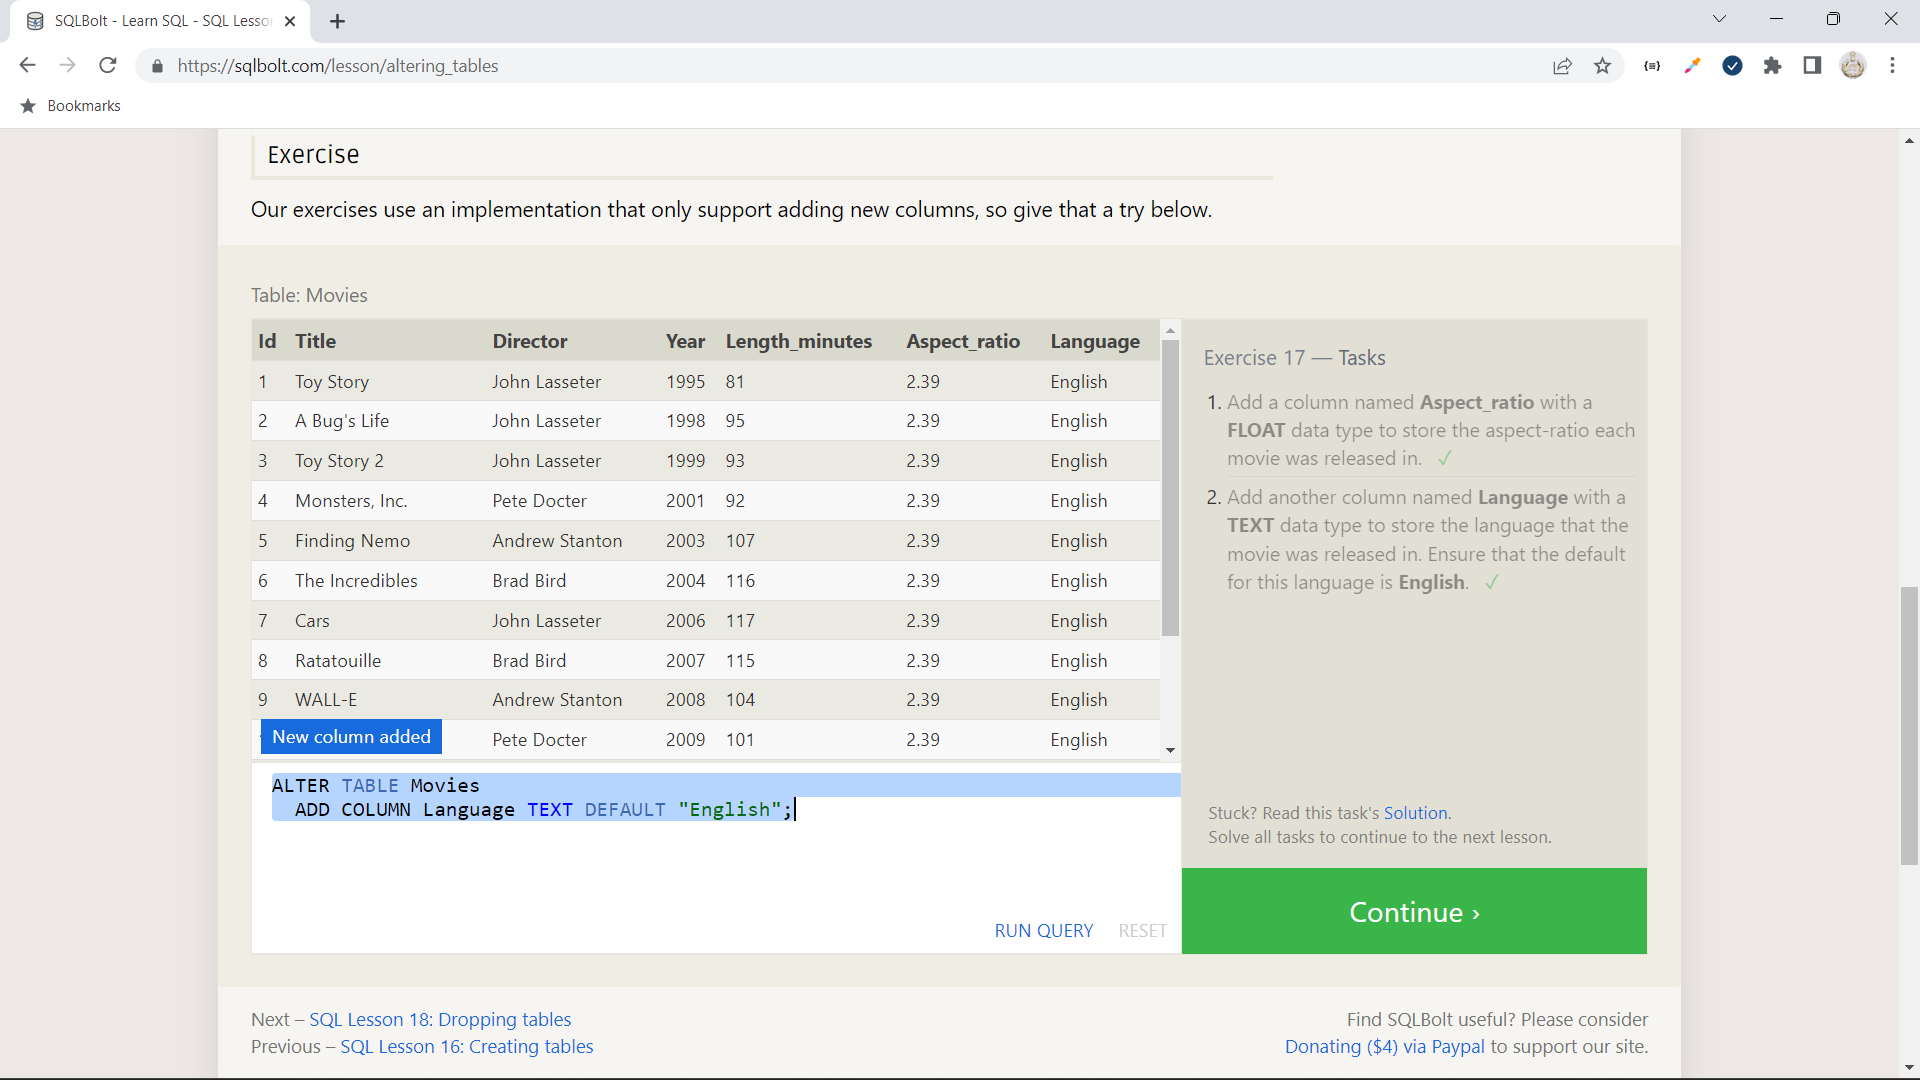 SQLBolt - Learn SQL - SQL Lesso
https://sqlbolt.com/lesson/altering_tables
Bookmarks
Exercise
Our exercises use an implementation that only support adding new columns, so give that a try below.
Table: Movies
Id Title Director Year Length_minutes Aspect_ratio Language
1 Toy Story John Lasseter 1995 81 2.39 English
2 A Bug's Life John Lasseter 1998 95 2.39 English
3 Toy Story 2 John Lasseter 1999 93 2.39 English
4 Monsters, Inc. Pete Docter 2001 92 2.39 English
5 Finding Nemo Andrew Stanton 2003 107 2.39 English
6 The Incredibles Brad Bird 2004 116 2.39 English
7 Cars John Lasseter 2006 117 2.39 English
8 Ratatouille Brad Bird 2007 115 2.39 English
9 WALL-E Andrew Stanton 2008 104 2.39 English
Pete Docter 2009 101 2.39 English
New column added
ALTER TABLE Movies
ADD COLUMN Language TEXT DEFAULT "English";
RUN QUERY RESET
Exercise 17 — Tasks
1. Add a column named Aspect_ratio with a
FLOAT data type to store the aspect-ratio each
movie was released in. ✓
2. Add another column named Language with a
TEXT data type to store the language that the
movie was released in. Ensure that the default
for this language is English. ✓
Stuck? Read this task's Solution.
Solve all tasks to continue to the next lesson.
Continue ›
Next – SQL Lesson 18: Dropping tables
Previous – SQL Lesson 16: Creating tables
Find SQLBolt useful? Please consider
Donating ($4) via Paypal to support our site.